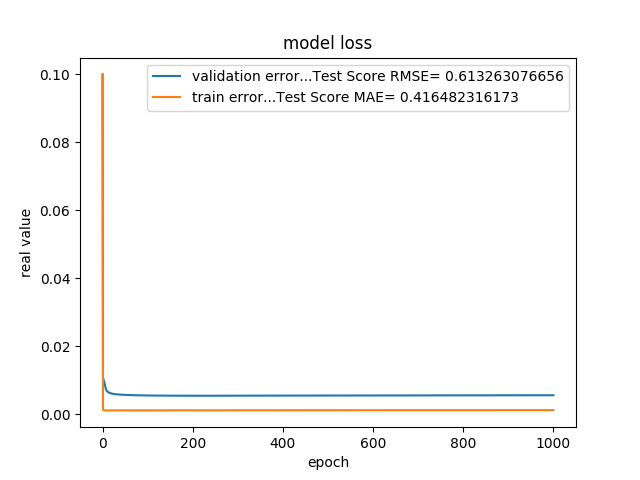 model loss
validation error...Test Score RMSE= 0.613263076656
train error...Test Score MAE= 0.416482316173
real value
0.10
0.08
0.06
0.04
0.02
0.00
0 200 400 600 800 1000
epoch